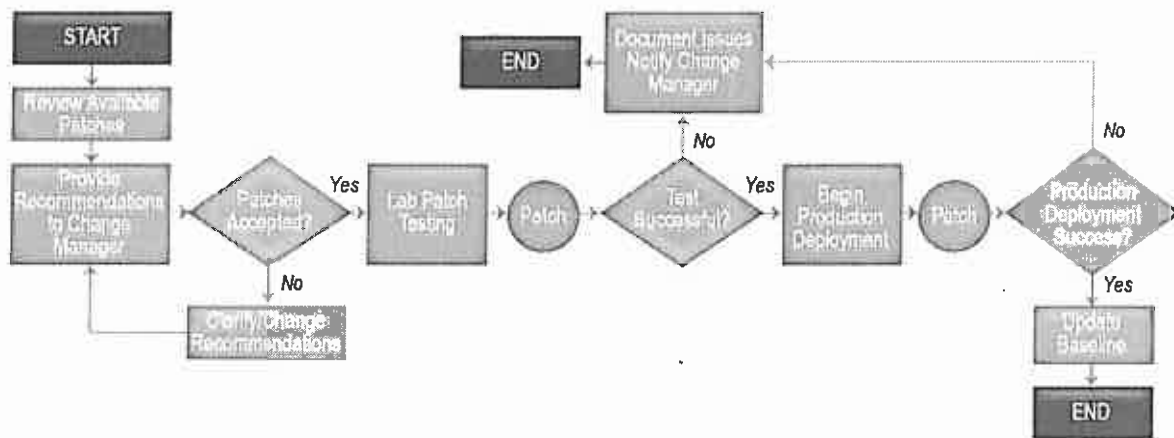 START
Review Available
Patches
Provide
Recommendations
to Change
Manager
Patches
Accepted?
Yes
No
Clarify/Change
Recommendations
Lab Patch
Testing
Patch
Test
Successful?
No
Yes
Document Issues
Notify Change
Manager
END
Begin
Production
Deployment
Patch
Production
Deployment
Success?
No
Yes
Update
Baseline
END